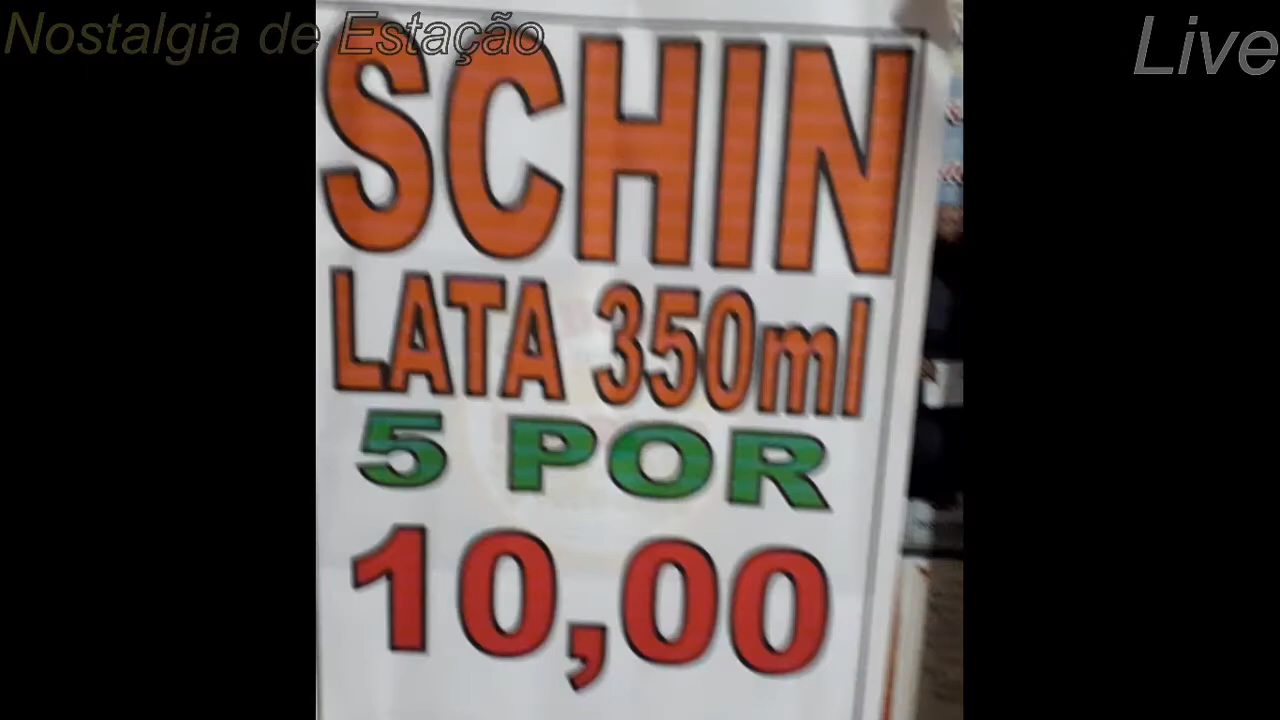 Nostalgia de Estação
Live
SCHIN
LATA 350ml
5 POR
10,00